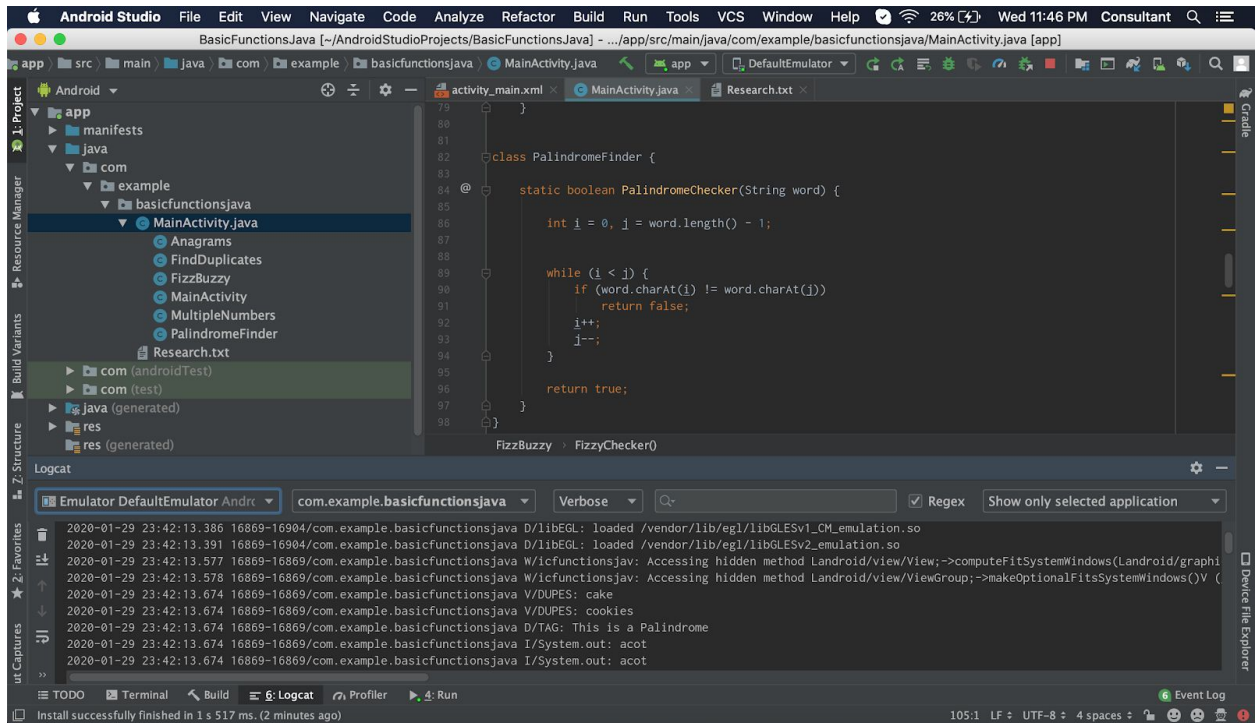 Android Studio File Edit View Navigate Code Analyze Refactor Build Run Tools VCS Window Help 26% Wed 11:46 PM Consultant
BasicFunctionsJava [~/AndroidStudioProjects/BasicFunctionsJava] - .../app/src/main/java/com/example/basicfunctionsjava/MainActivity.java [app]
app src main java com example basicfunctionsjava MainActivity.java app DefaultEmulator
1: Project
Resource Manager
Build Variants
Z: Structure
2: Favorites
ut Captures
Android
app
manifests
java
com
example
basicfunctionsjava
MainActivity.java
Anagrams
FindDuplicates
FizzBuzzy
MainActivity
MultipleNumbers
PalindromeFinder
Research.txt
com (androidTest)
com (test)
java (generated)
res
res (generated)
activity_main.xml MainActivity.java Research.txt
79 }
80
81
82 class PalindromeFinder {
83
84 @ static boolean PalindromeChecker(String word) {
85
86 int i = 0, j = word.length() - 1;
87
88
89 while (i < j) {
90 if (word.charAt(i) != word.charAt(j))
91 return false;
92 i++;
93 j--;
94 }
95
96 return true;
97 }
98 }
FizzBuzzy FizzyChecker()
Gradle
Device File Explorer
Logcat
Emulator DefaultEmulator Andrc com.example.basicfunctionsjava Verbose Regex Show only selected application
2020-01-29 23:42:13.386 16869-16904/com.example.basicfunctionsjava D/libEGL: loaded /vendor/lib/egl/libGLESv1_CM_emulation.so
2020-01-29 23:42:13.391 16869-16904/com.example.basicfunctionsjava D/libEGL: loaded /vendor/lib/egl/libGLESv2_emulation.so
2020-01-29 23:42:13.577 16869-16869/com.example.basicfunctionsjava W/icfunctionsjav: Accessing hidden method Landroid/view/View;->computeFitSystemWindows(Landroid/graphi
2020-01-29 23:42:13.578 16869-16869/com.example.basicfunctionsjava W/icfunctionsjav: Accessing hidden method Landroid/view/ViewGroup;->makeOptionalFitsSystemWindows()V (
2020-01-29 23:42:13.674 16869-16869/com.example.basicfunctionsjava V/DUPES: cake
2020-01-29 23:42:13.674 16869-16869/com.example.basicfunctionsjava V/DUPES: cookies
2020-01-29 23:42:13.674 16869-16869/com.example.basicfunctionsjava D/TAG: This is a Palindrome
2020-01-29 23:42:13.674 16869-16869/com.example.basicfunctionsjava I/System.out: acot
2020-01-29 23:42:13.674 16869-16869/com.example.basicfunctionsjava I/System.out: acot
TODO Terminal Build 6: Logcat Profiler 4: Run 6 Event Log
Install successfully finished in 1 s 517 ms. (2 minutes ago) 105:1 LF UTF-8 4 spaces